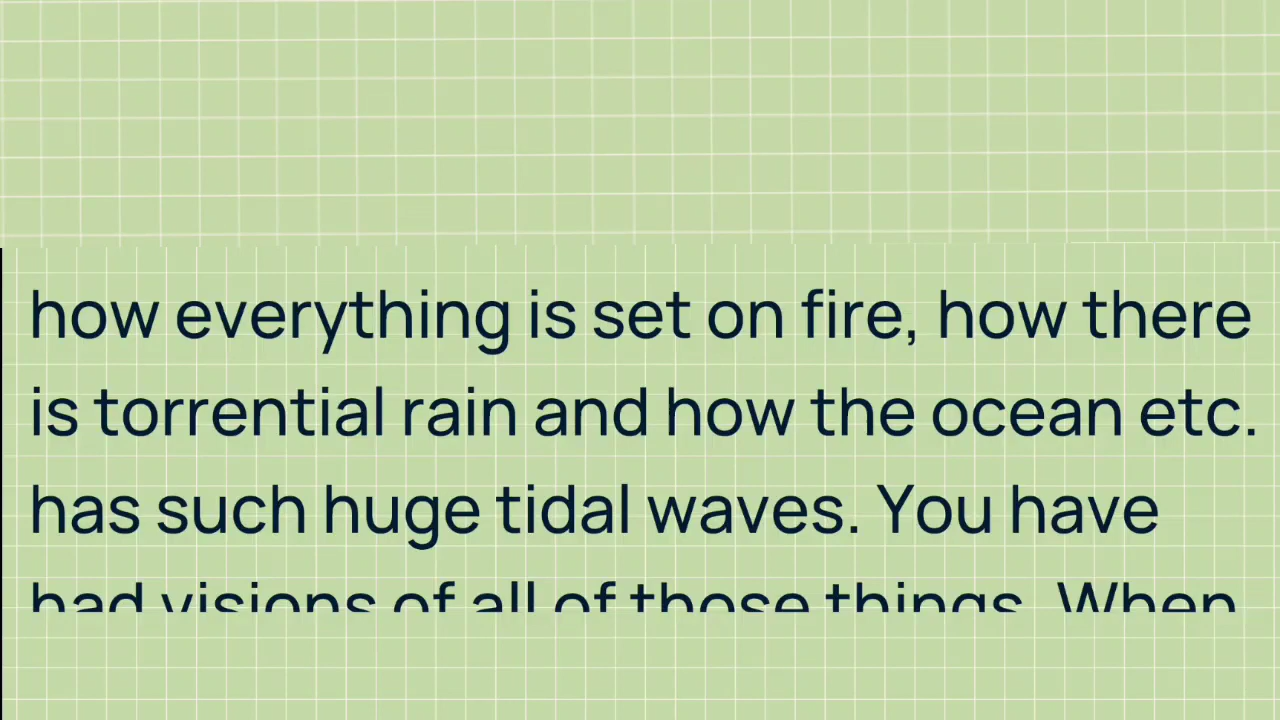 how everything is set on fire, how there
is torrential rain and how the ocean etc.
has such huge tidal waves. You have
had visions of all of those things. When